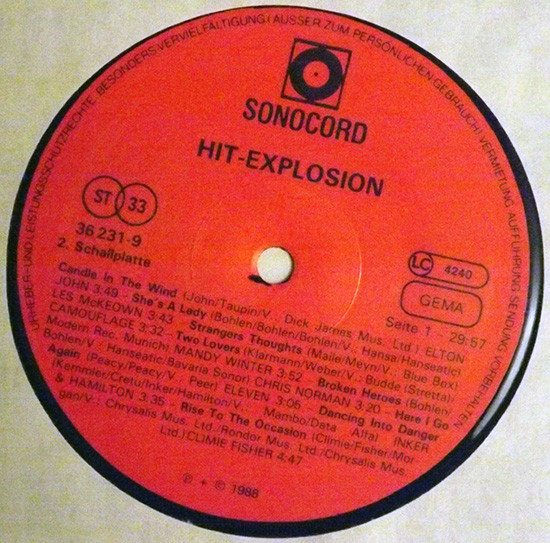 URHEBER- UND LEISTUNGSSCHUTZRECHTE, BESONDERS VERVIELFÄLTIGUNG (AUSSER ZUM PERSÖNLICHEN GEBRAUCH) VERMIETUNG AUFFÜHRUNG SENDUNG VORBEHALTEN
SONOCORD
HIT-EXPLOSION
ST 33
36 231-9
2. Schallplatte
LC 4240
GEMA
Seite 1 - 29:57
Candle In The Wind (John/Taupin/V.: Dick James Mus. Ltd.) ELTON
JOHN 3:49 - She's A Lady (Bohlen/Bohlen/Bohlen/V.: Hansa/Hanseatic)
LES McKEOWN 3:43 - Strangers Thoughts (Maile/Meyn/V.: Blue Box)
CAMOUFLAGE 3:32 - Two Lovers (Klarmann/Weber/V.: Budde (Stretta)/
Modern Rec. Munich) MANDY WINTER 3:52 - Broken Heroes (Bohlen/
Bohlen/V.: Hanseatic/Bavaria Sonor) CHRIS NORMAN 3:20 - Here I Go
Again (Peacy/Peacy/V.: Peer) ELEVEN 3:05 - Dancing Into Danger
(Kemmler/Cretu/Inker/Hamilton/V.: Mambo/Data Alfa) INKER
& HAMILTON 3:35 - Rise To The Occasion (Climie/Fisher/Mor-
gan/V.: Chrysalis Mus. Ltd./Rondor Mus. Ltd./Chrysalis Mus.
Ltd.) CLIMIE FISHER 4:47
℗ + © 1988